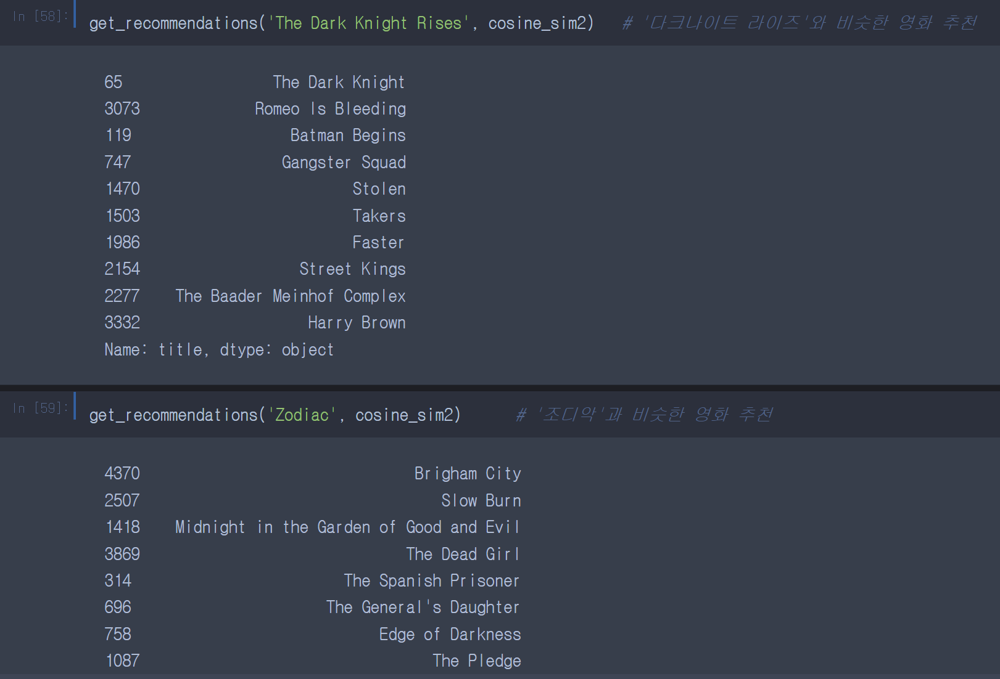 In [58]: get_recommendations('The Dark Knight Rises', cosine_sim2)   # '다크나이트 라이즈'와 비슷한 영화 추천
65 The Dark Knight
3073 Romeo Is Bleeding
119 Batman Begins
747 Gangster Squad
1470 Stolen
1503 Takers
1986 Faster
2154 Street Kings
2277 The Baader Meinhof Complex
3332 Harry Brown
Name: title, dtype: object
In [59]: get_recommendations('Zodiac', cosine_sim2)      # '조디악'과 비슷한 영화 추천
4370 Brigham City
2507 Slow Burn
1418 Midnight in the Garden of Good and Evil
3869 The Dead Girl
314 The Spanish Prisoner
696 The General's Daughter
758 Edge of Darkness
1087 The Pledge